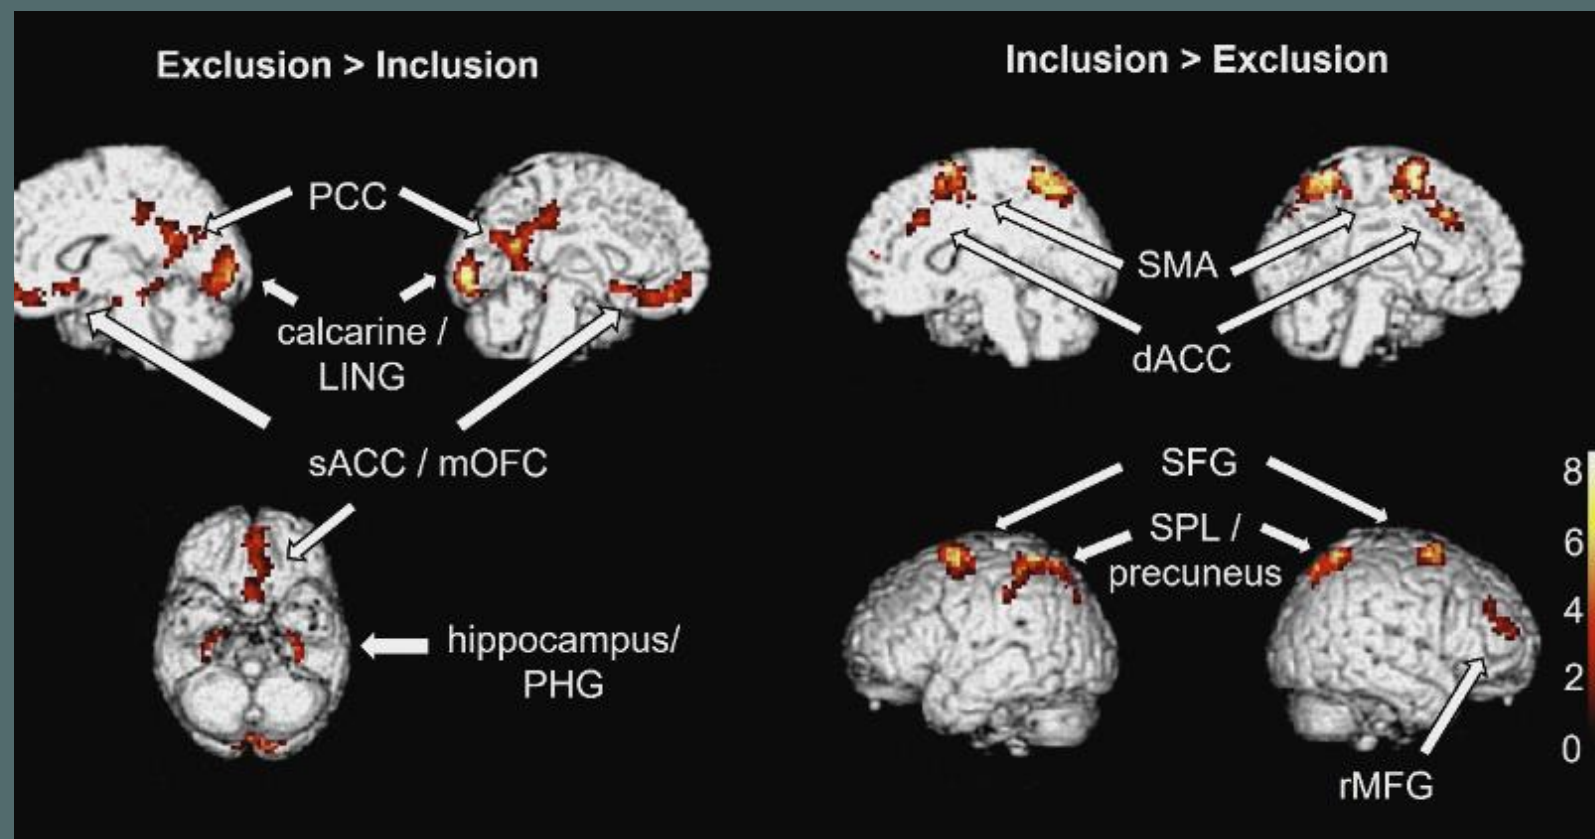 Exclusion > Inclusion
PCC
calcarine /
LING
sACC / mOFC
hippocampus/
PHG
Inclusion > Exclusion
SMA
dACC
SFG
SPL /
precuneus
rMFG
8
6
4
2
0